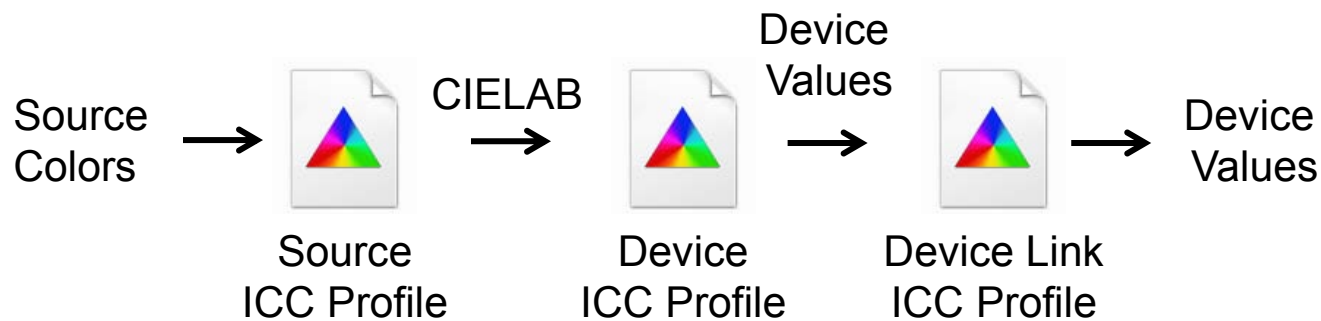 Source
Colors
Source
ICC Profile
CIELAB
Device
ICC Profile
Device
Values
Device Link
ICC Profile
Device
Values